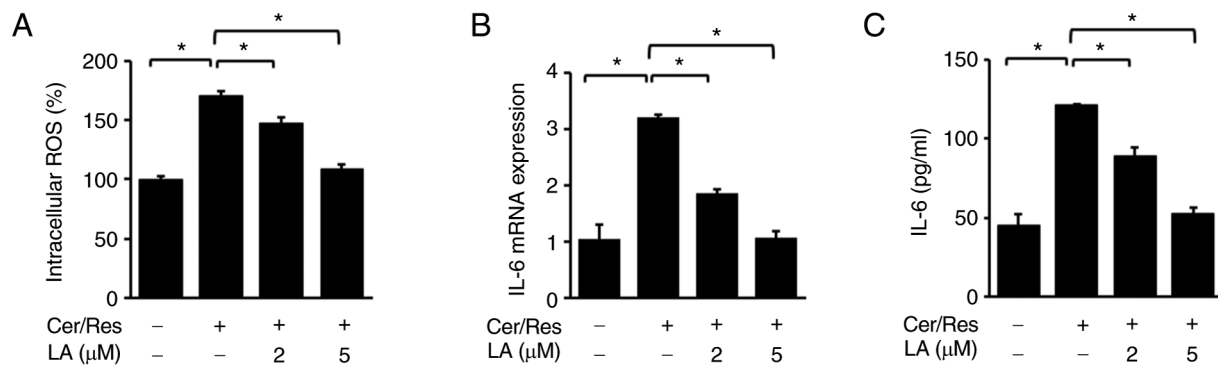 A
Intracellular ROS (%)
200
150
100
50
0
* * *
Cer/Res – + + +
LA (μM) – – 2 5
B
IL-6 mRNA expression
4
3
2
1
0
* * *
Cer/Res – + + +
LA (μM) – – 2 5
C
IL-6 (pg/ml)
150
100
50
0
* * *
Cer/Res – + + +
LA (μM) – – 2 5